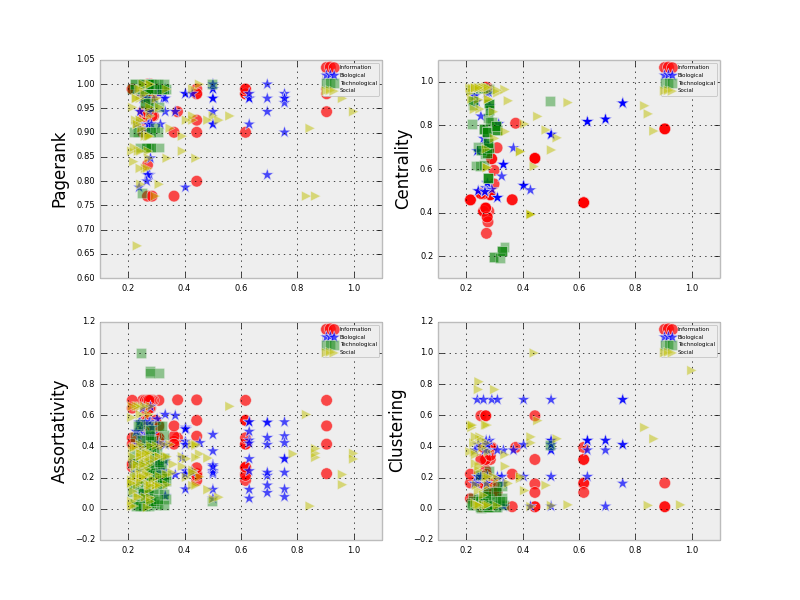 1.05
1.00
0.95
0.90
0.85
0.80
0.75
0.70
0.65
0.60
Pagerank
0.2 0.4 0.6 0.8 1.0
Information
Biological
Technological
Social
1.0
0.8
0.6
0.4
0.2
Centrality
0.2 0.4 0.6 0.8 1.0
Information
Biological
Technological
Social
1.2
1.0
0.8
0.6
0.4
0.2
0.0
−0.2
Assortativity
0.2 0.4 0.6 0.8 1.0
Information
Biological
Technological
Social
1.2
1.0
0.8
0.6
0.4
0.2
0.0
−0.2
Clustering
0.2 0.4 0.6 0.8 1.0
Information
Biological
Technological
Social